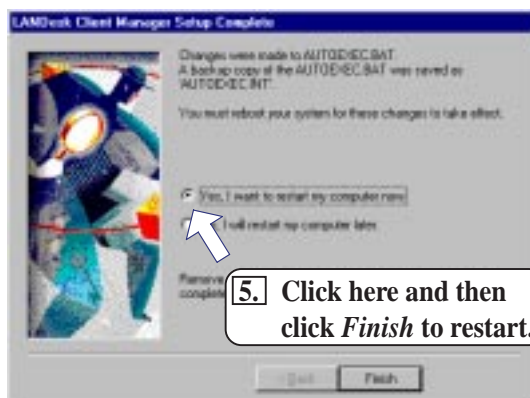 LANDesk Client Manager Setup Complete
Changes were made to AUTOEXEC.BAT.
A backup copy of the AUTOEXEC.BAT was saved as
'AUTOEXEC.INT'.
You must reboot your system for these changes to take effect.
Yes, I want to restart my computer now.
I will restart my computer later.
Remove
complete
5. Click here and then
click Finish to restart.
< Back
Finish